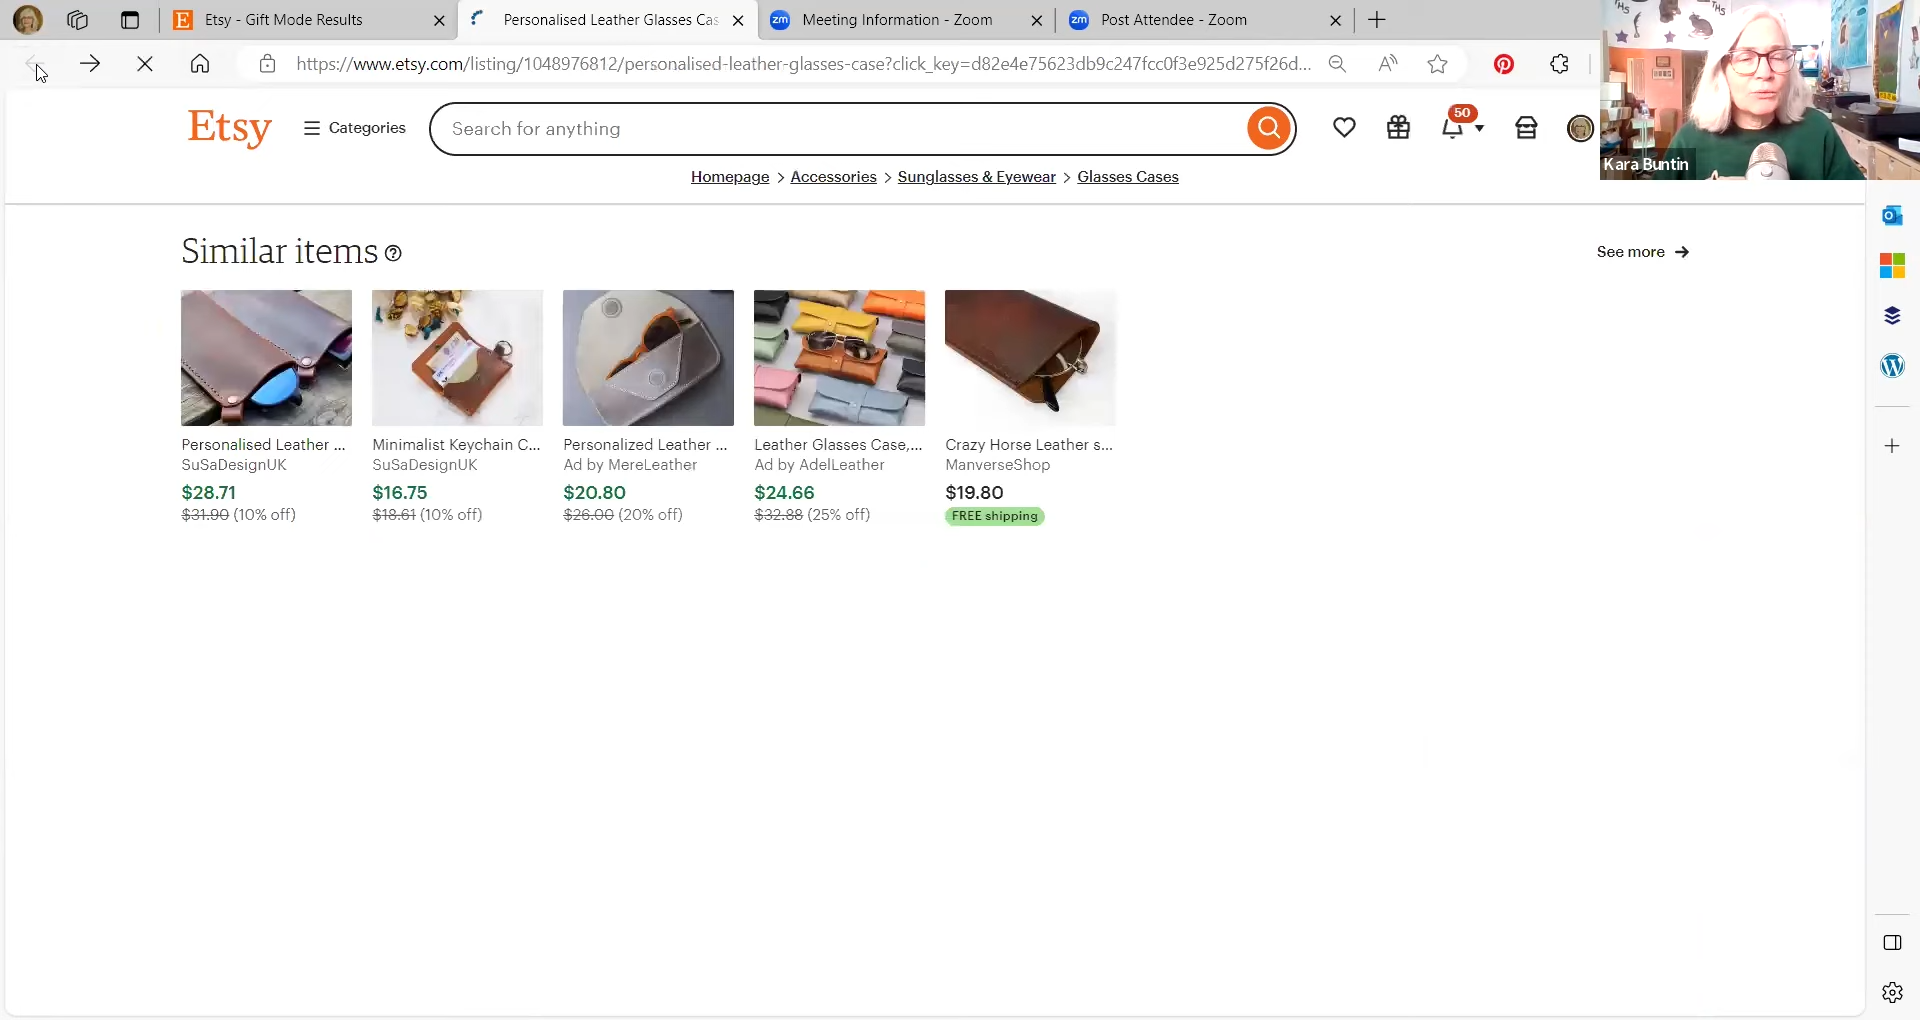 Etsy - Gift Mode Results
Personalised Leather Glasses Cas
zm Meeting Information - Zoom
zm Post Attendee - Zoom
https://www.etsy.com/listing/1048976812/personalised-leather-glasses-case?click_key=d82e4e75623db9c247fcc0f3e925d275f26d...
Etsy
Categories
Search for anything
50
Kara Buntin
Homepage > Accessories > Sunglasses & Eyewear > Glasses Cases
Similar items
See more
Personalised Leather ...
SuSaDesignUK
$28.71
$31.90 (10% off)
Minimalist Keychain C...
SuSaDesignUK
$16.75
$18.61 (10% off)
Personalized Leather ...
Ad by MereLeather
$20.80
$26.00 (20% off)
Leather Glasses Case,...
Ad by AdelLeather
$24.66
$32.88 (25% off)
Crazy Horse Leather s...
ManverseShop
$19.80
FREE shipping